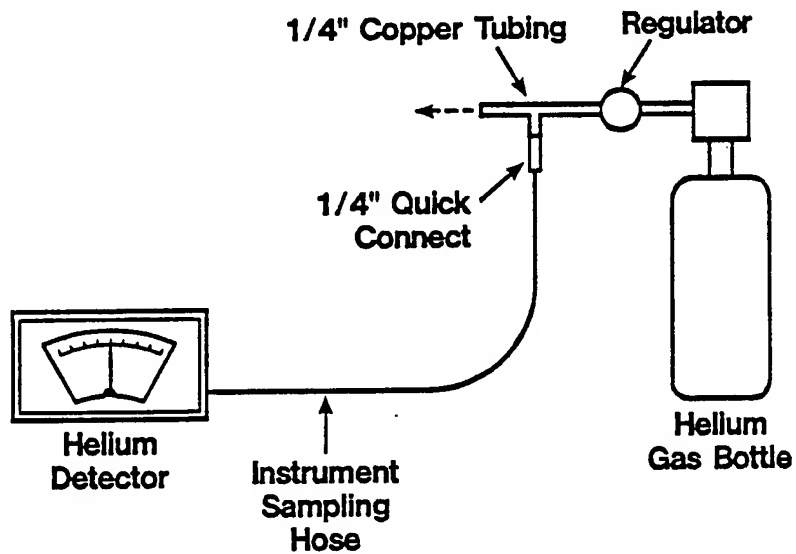 1/4" Copper Tubing
Regulator
1/4" Quick
Connect
Helium
Detector
Instrument
Sampling
Hose
Helium
Gas Bottle